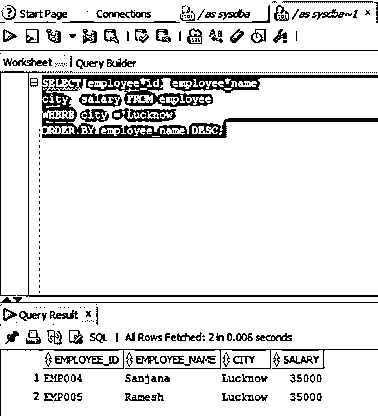 Start Page Connections /as sysdba /as sysdba~1
Worksheet Query Builder
SELECT employee_id, employee_name
city, salary FROM employee
WHERE city = Lucknow
ORDER BY employee_name DESC;
Query Result
SQL | All Rows Fetched: 2 in 0.006 seconds
EMPLOYEE_ID EMPLOYEE_NAME CITY SALARY
1 EMP004 Sanjana Lucknow 35000
2 EMP005 Ramesh Lucknow 35000